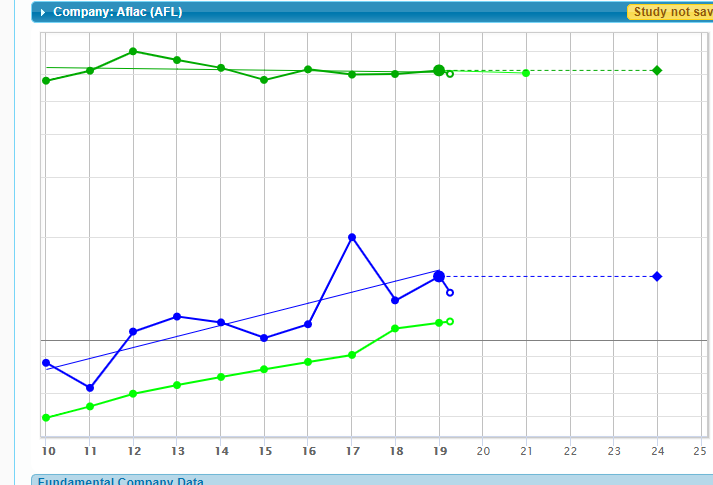 Company: Aflac (AFL)
Study not sav
10 11 12 13 14 15 16 17 18 19 20 21 22 23 24 25
Fundamental Company Data